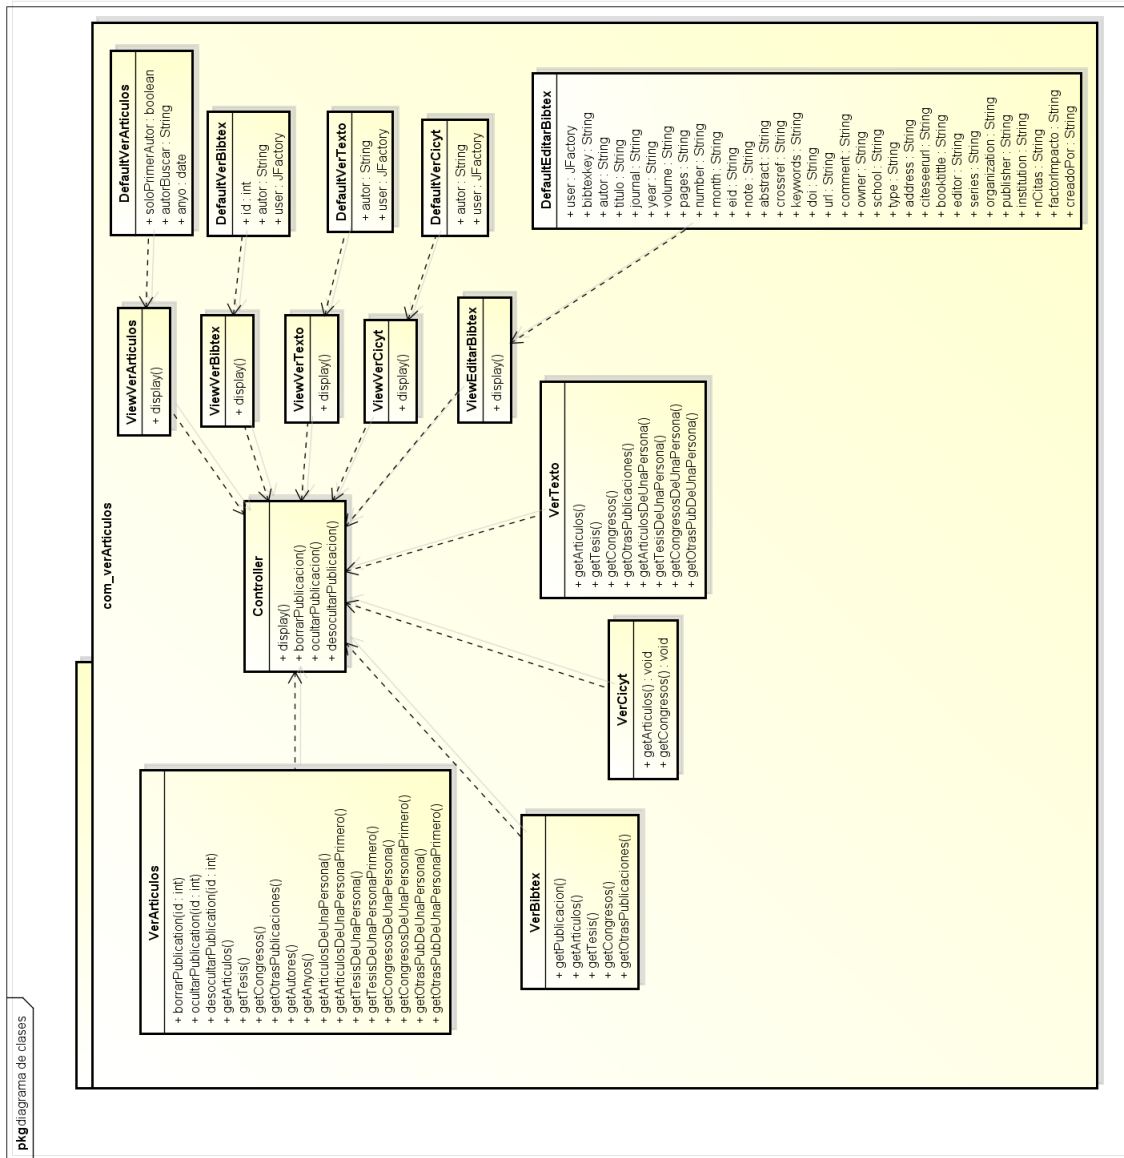 pkg diagrama de clases
com_verArticulos
VerArticulos
+ borrarPublication(id : int)
+ ocultarPublication(id : int)
+ desocultarPublication(id : int)
+ getArticulos()
+ getTesis()
+ getCongresos()
+ getOtrasPublicaciones()
+ getAutores()
+ getAnyos()
+ getArticulosDeUnaPersona()
+ getArticulosDeUnaPersonaPrimero()
+ getTesisDeUnaPersona()
+ getTesisDeUnaPersonaPrimero()
+ getCongresosDeUnaPersona()
+ getCongresosDeUnaPersonaPrimero()
+ getOtrasPubDeUnaPersona()
+ getOtrasPubDeUnaPersonaPrimero()
VerBibtex
+ getPublicacion()
+ getArticulos()
+ getTesis()
+ getCongresos()
+ getOtrasPublicaciones()
VerCicyt
+ getArticulos() : void
+ getCongresos() : void
VerTexto
+ getArticulos()
+ getTesis()
+ getCongresos()
+ getOtrasPublicaciones()
+ getArticulosDeUnaPersona()
+ getTesisDeUnaPersona()
+ getCongresosDeUnaPersona()
+ getOtrasPubDeUnaPersona()
Controller
+ display()
+ borrarPublicacion()
+ ocultarPublicacion()
+ desocultarPublicacion()
ViewVerArticulos
+ display()
ViewVerBibtex
+ display()
ViewVerTexto
+ display()
ViewVerCicyt
+ display()
ViewEditarBibtex
+ display()
DefaultVerArticulos
+ soloPrimerAutor : boolean
+ autorBuscar : String
+ anyo : date
DefaultVerBibtex
+ id : int
+ autor : String
+ user : JFactory
DefaultVerTexto
+ autor : String
+ user : JFactory
DefaultVerCicyt
+ autor : String
+ user : JFactory
DefaultEditarBibtex
+ user : JFactory
+ bibtexkey : String
+ autor : String
+ titulo : String
+ journal : String
+ year : String
+ volume : String
+ pages : String
+ number : String
+ month : String
+ eid : String
+ note : String
+ abstract : String
+ crossref : String
+ keywords : String
+ doi : String
+ url : String
+ comment : String
+ owner : String
+ school : String
+ type : String
+ address : String
+ citeseerurl : String
+ booktittle : String
+ editor : String
+ series : String
+ organization : String
+ publisher : String
+ institution : String
+ nCitas : String
+ factorImpacto : String
+ creadoPor : String